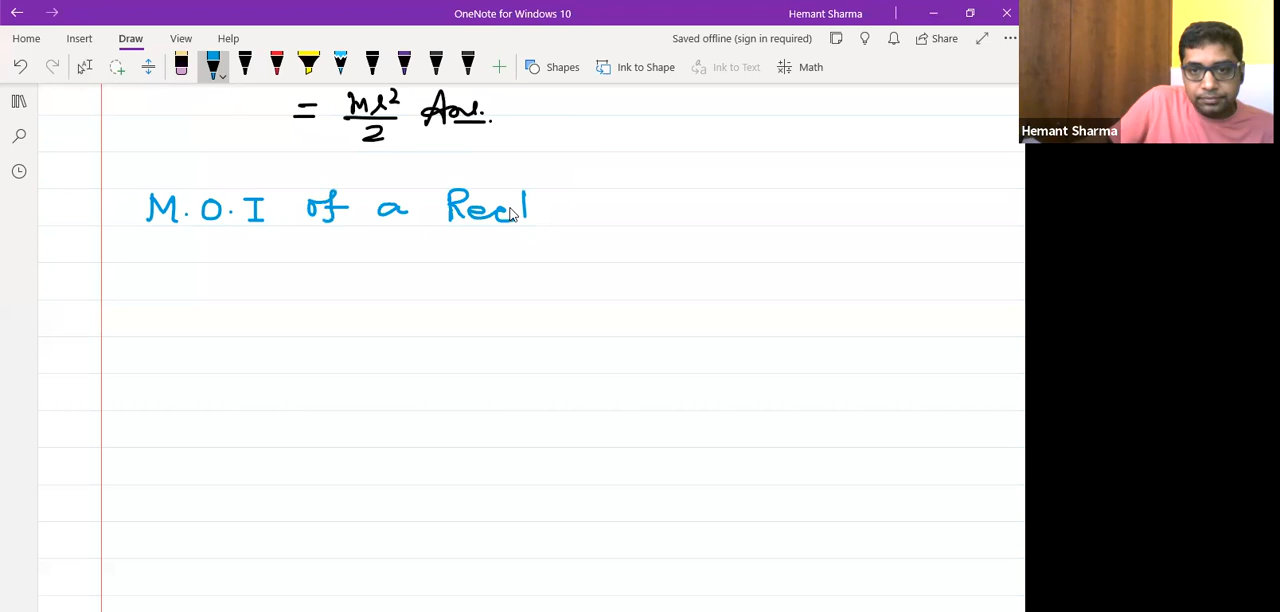 OneNote for Windows 10
Hemant Sharma
Home Insert Draw View Help
Saved offline (sign in required)
Share
Shapes
Ink to Shape
Ink to Text
Math
Hemant Sharma
= Ml²/2 Ans.
M.O.I of a Rec